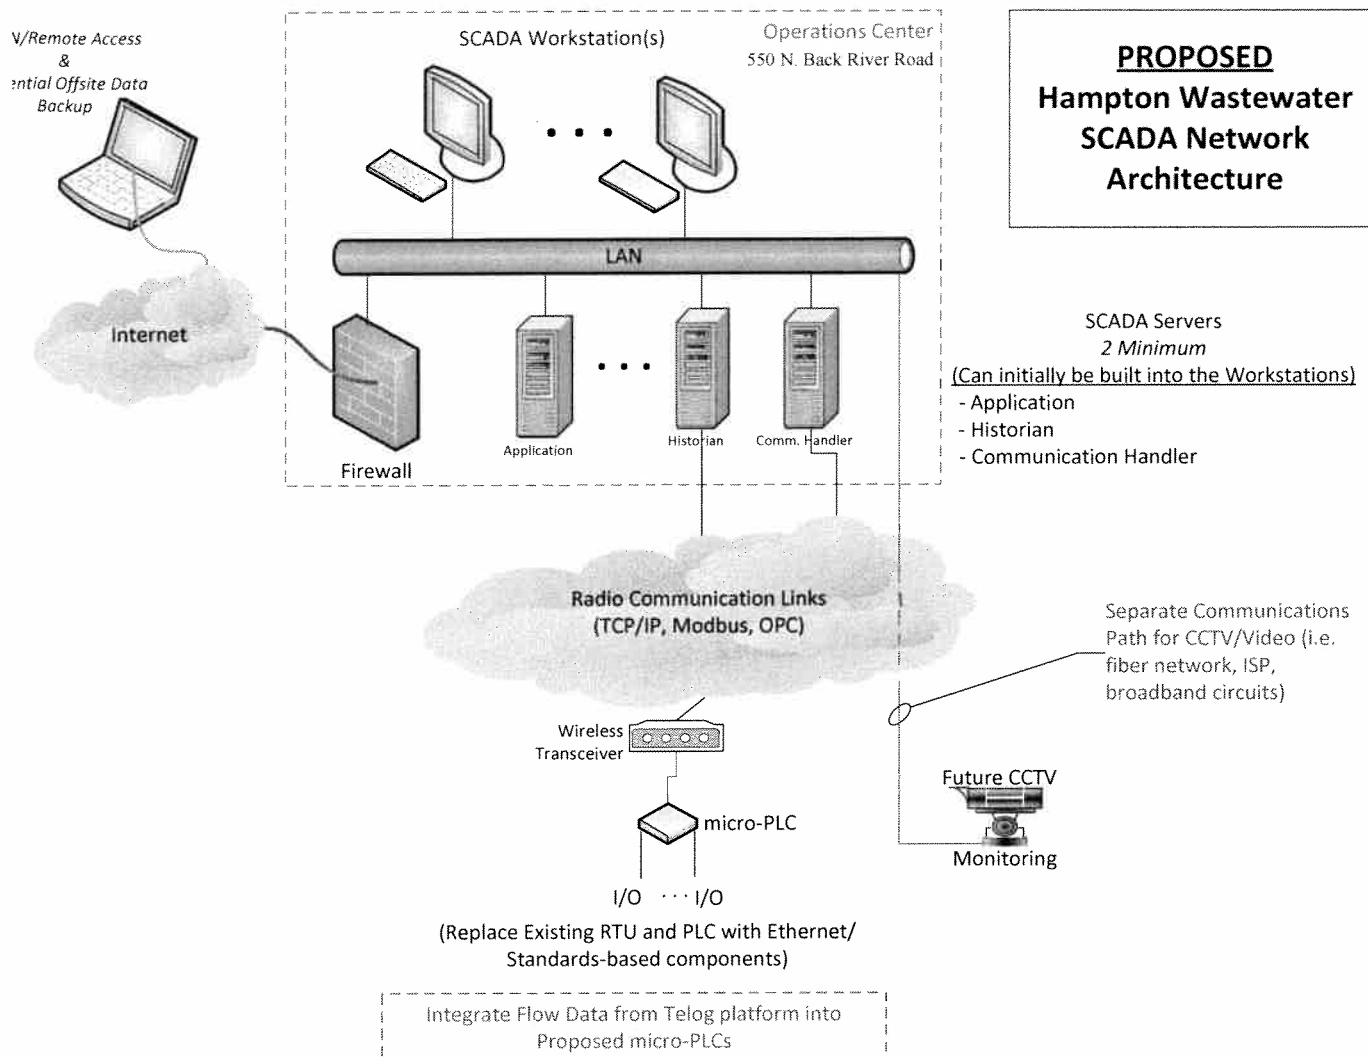 N/Remote Access
&
ential Offsite Data
Backup
SCADA Workstation(s)
Operations Center
550 N. Back River Road
PROPOSED
Hampton Wastewater
SCADA Network
Architecture
LAN
Internet
Firewall
Application
Historian
Comm. Handler
SCADA Servers
2 Minimum
(Can initially be built into the Workstations)
- Application
- Historian
- Communication Handler
Radio Communication Links
(TCP/IP, Modbus, OPC)
Separate Communications
Path for CCTV/Video (i.e.
fiber network, ISP,
broadband circuits)
Wireless
Transceiver
micro-PLC
Future CCTV
Monitoring
I/O ··· I/O
(Replace Existing RTU and PLC with Ethernet/
Standards-based components)
Integrate Flow Data from Telog platform into
Proposed micro-PLCs